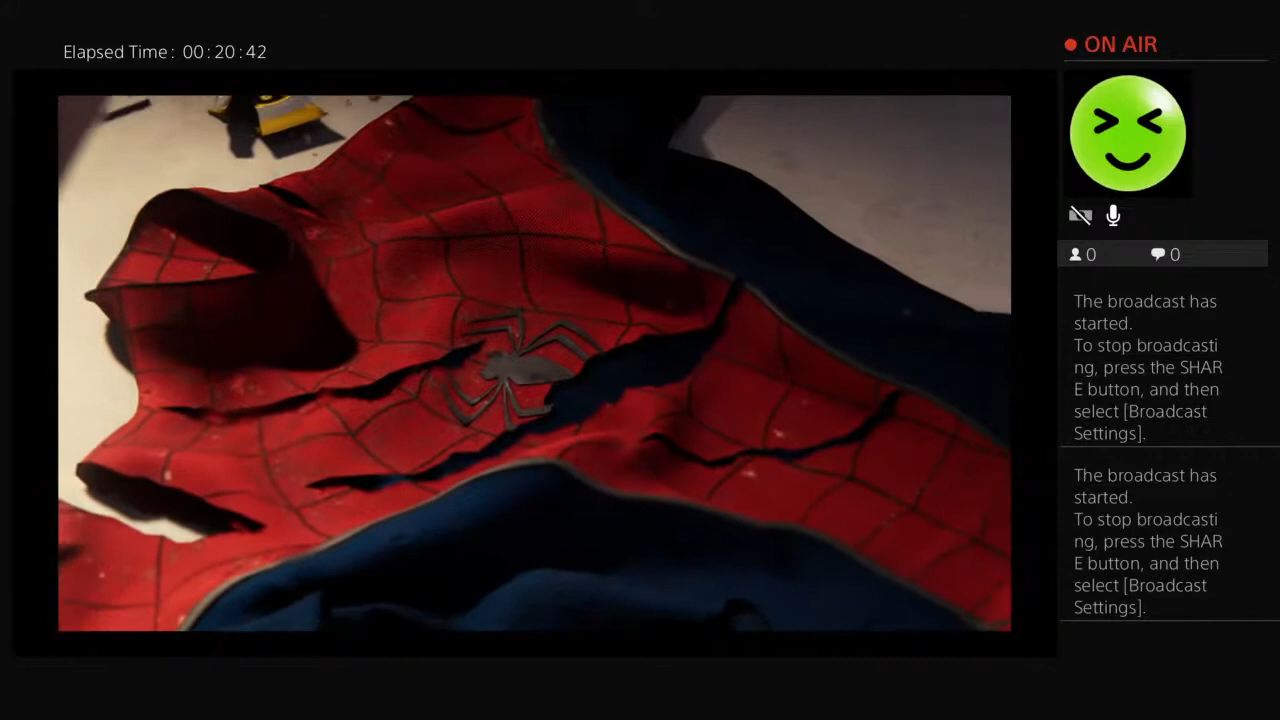 Elapsed Time: 00:20:42
ON AIR
0 0
The broadcast has
started.
To stop broadcasti
ng, press the SHAR
E button, and then
select [Broadcast
Settings].
The broadcast has
started.
To stop broadcasti
ng, press the SHAR
E button, and then
select [Broadcast
Settings].